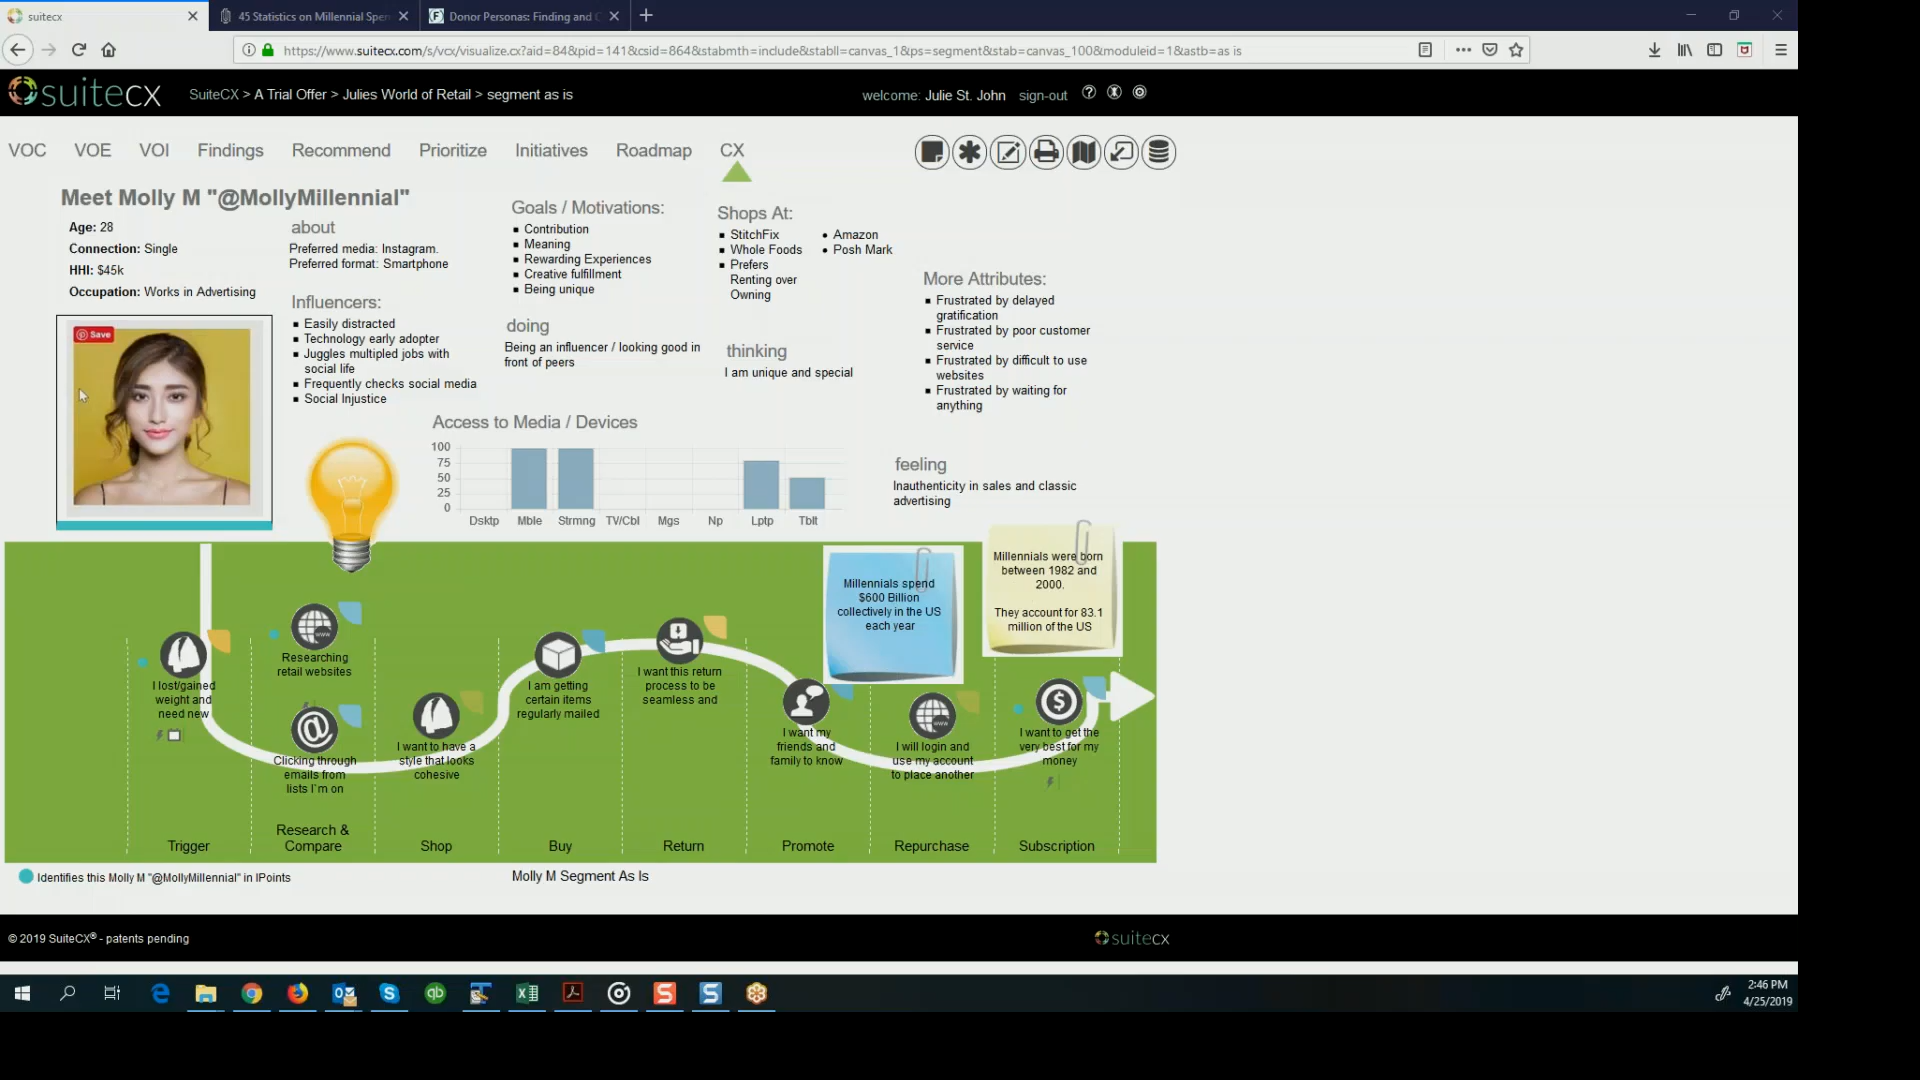 suitecx
45 Statistics on Millennial Spen
Donor Personas: Finding and
https://www.suitecx.com/s/vcx/visualize.cx?aid=84&pid=141&csid=864&stabmth=include&stabll=canvas_1&ps=segment&stab=canvas_100&moduleid=1&astb=as is
suitecx
SuiteCX > A Trial Offer > Julies World of Retail > segment as is
welcome: Julie St. John
sign-out
VOC
VOE
VOI
Findings
Recommend
Prioritize
Initiatives
Roadmap
CX
Meet Molly M "@MollyMillennial"
Age: 28
Connection: Single
HHI: $45k
Occupation: Works in Advertising
Save
about
Preferred media: Instagram.
Preferred format: Smartphone
Influencers:
Easily distracted
Technology early adopter
Juggles multipled jobs with
social life
Frequently checks social media
Social Injustice
Goals / Motivations:
Contribution
Meaning
Rewarding Experiences
Creative fulfillment
Being unique
doing
Being an influencer / looking good in
front of peers
Shops At:
StitchFix
Whole Foods
Prefers
Renting over
Owning
Amazon
Posh Mark
thinking
I am unique and special
More Attributes:
Frustrated by delayed
gratification
Frustrated by poor customer
service
Frustrated by difficult to use
websites
Frustrated by waiting for
anything
Access to Media / Devices
100
75
50
25
0
Dsktp
Mble
Strmng
TV/Cbl
Mgs
Np
Lptp
Tblt
feeling
Inauthenticity in sales and classic
advertising
Millennials spend
$600 Billion
collectively in the US
each year
Millennials were born
between 1982 and
2000.
They account for 83.1
million of the US
I lost/gained
weight and
need new
www
Researching
retail websites
@
Clicking through
emails from
lists I'm on
I want to have a
style that looks
cohesive
I am getting
certain items
regularly mailed
I want this return
process to be
seamless and
I want my
friends and
family to know
www
I will login and
use my account
to place another
$
I want to get the
very best for my
money
Trigger
Research &
Compare
Shop
Buy
Return
Promote
Repurchase
Subscription
Identifies this Molly M "@MollyMillennial" in IPoints
Molly M Segment As Is
© 2019 SuiteCX® - patents pending
suitecx
2:46 PM
4/25/2019